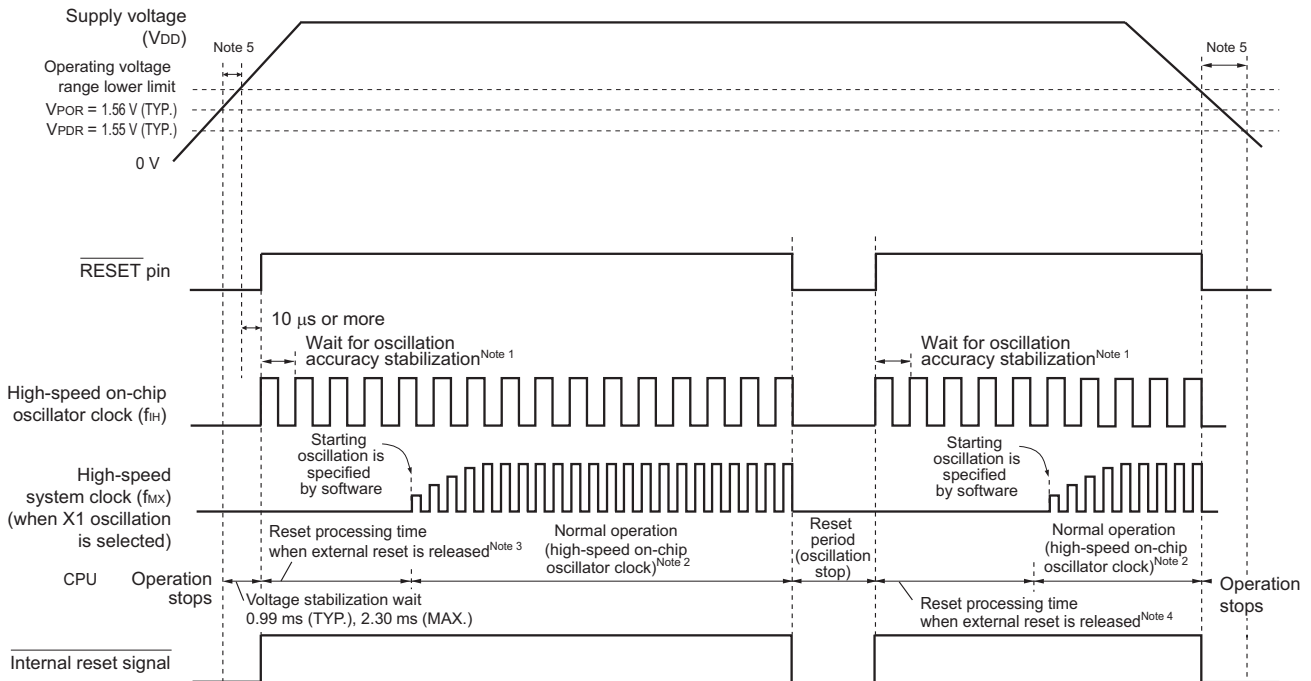 Supply voltage
(VDD)
Note 5
Note 5
Operating voltage
range lower limit
VPOR = 1.56 V (TYP.)
VPDR = 1.55 V (TYP.)
0 V
RESET pin
10 μs or more
Wait for oscillation
accuracy stabilization Note 1
Wait for oscillation
accuracy stabilization Note 1
High-speed on-chip
oscillator clock (fIH)
Starting
oscillation is
specified
by software
Starting
oscillation is
specified
by software
High-speed
system clock (fMX)
(when X1 oscillation
is selected)
Reset processing time
when external reset is released Note 3
Normal operation
(high-speed on-chip
oscillator clock) Note 2
Reset
period
(oscillation
stop)
Normal operation
(high-speed on-chip
oscillator clock) Note 2
CPU
Operation
stops
Voltage stabilization wait
0.99 ms (TYP.), 2.30 ms (MAX.)
Reset processing time
when external reset is released Note 4
Operation
stops
Internal reset signal